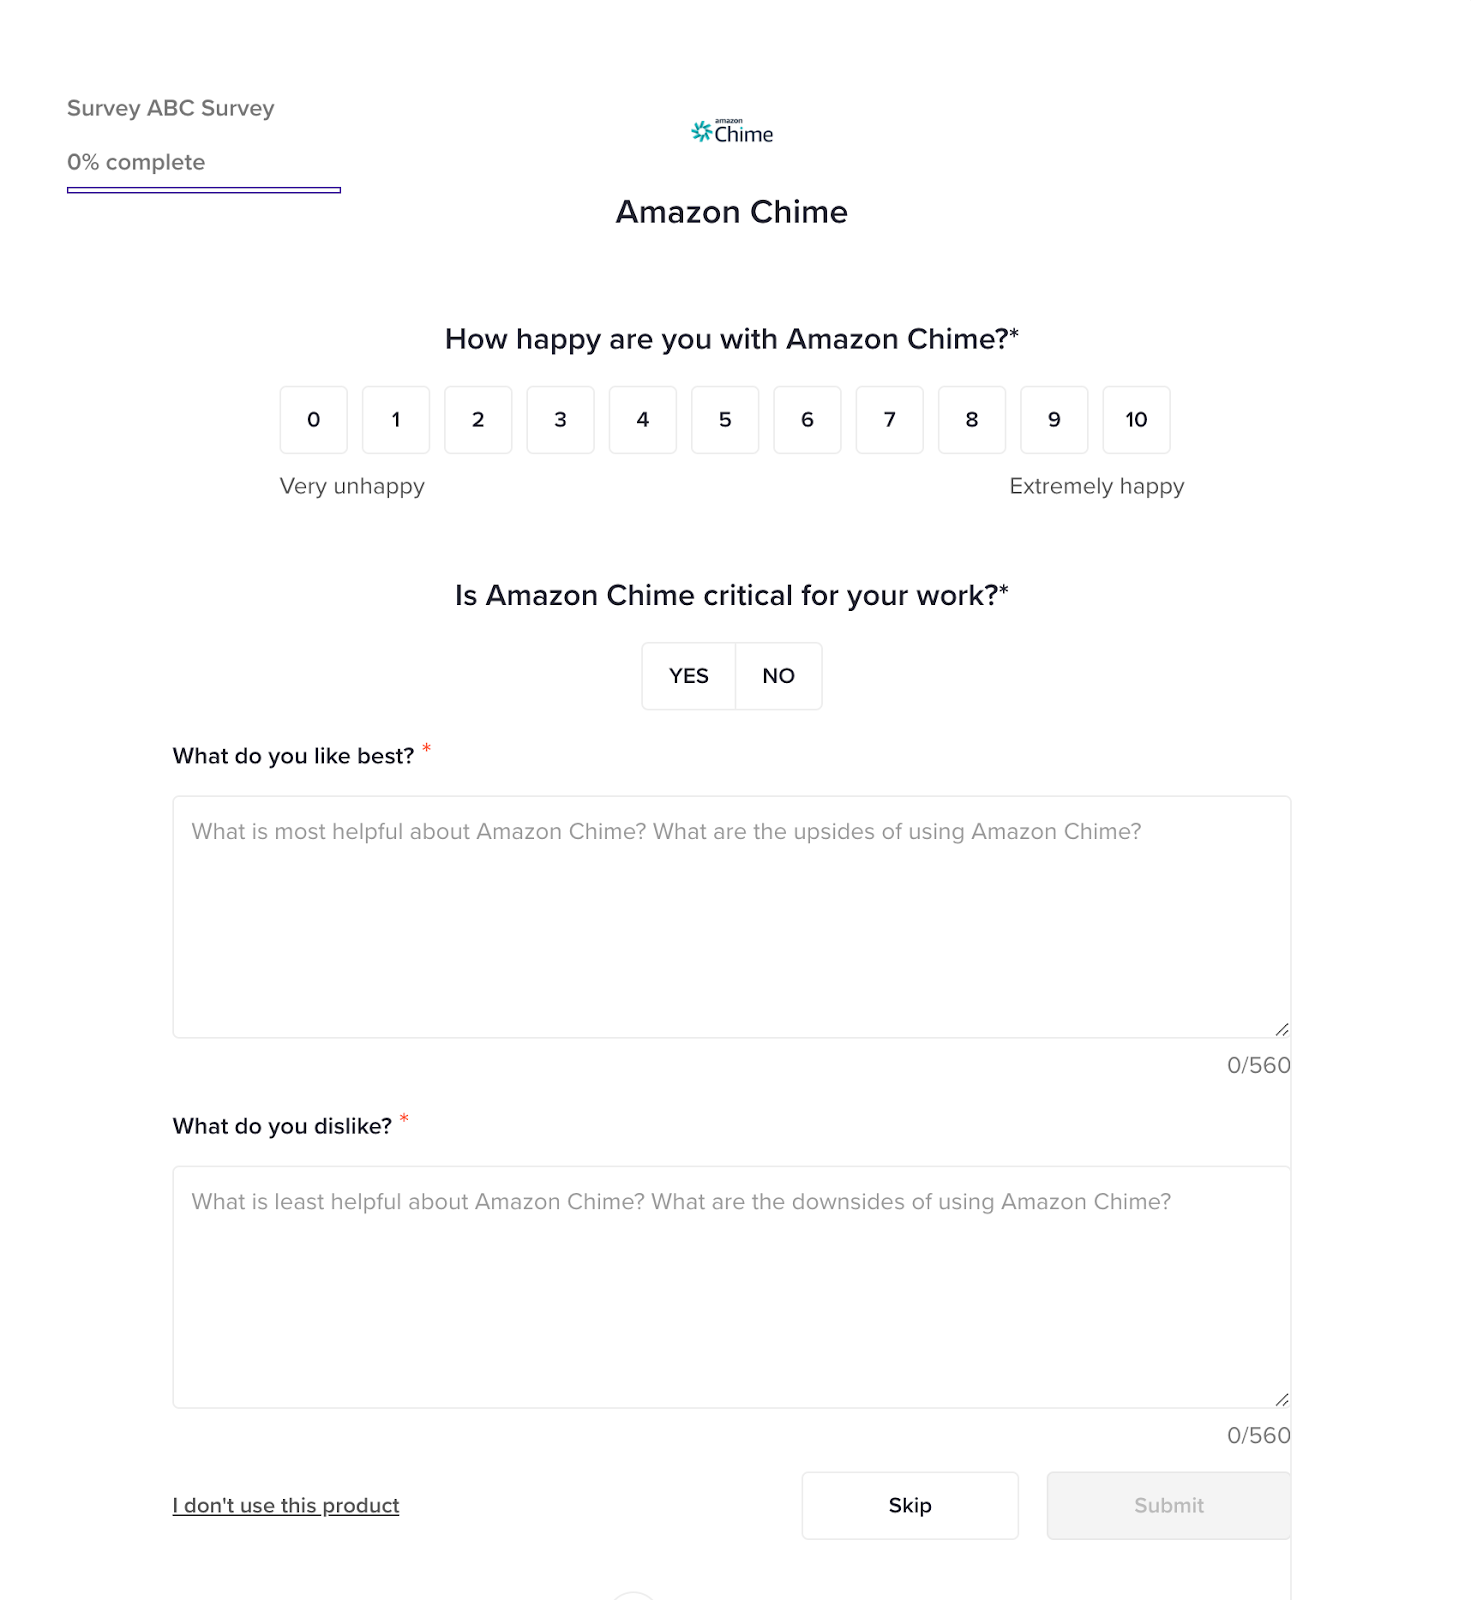 Survey ABC Survey
0% complete
amazon
Chime
Amazon Chime
How happy are you with Amazon Chime?*
0 1 2 3 4 5 6 7 8 9 10
Very unhappy Extremely happy
Is Amazon Chime critical for your work?*
YES NO
What do you like best? *
What is most helpful about Amazon Chime? What are the upsides of using Amazon Chime?
0/560
What do you dislike? *
What is least helpful about Amazon Chime? What are the downsides of using Amazon Chime?
0/560
I don't use this product Skip Submit